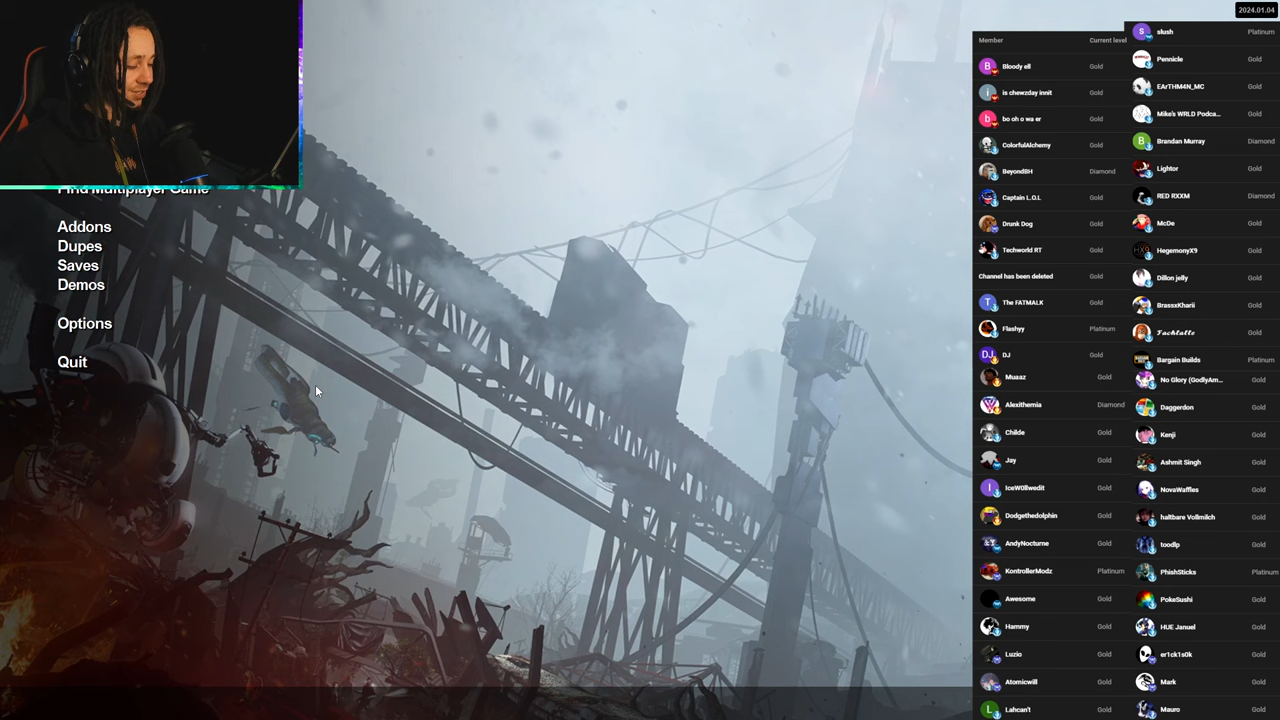 2024.01.04
Find Multiplayer Game
Addons
Dupes
Saves
Demos
Options
Quit
Member Current level
Bloody ell Gold
is chewzday innit Gold
bo oh o wa er Gold
ColorfulAlchemy Gold
BeyondBH Diamond
Captain L.O.L Gold
Drunk Dog Gold
Techworld RT Gold
Channel has been deleted Gold
The FATMALK Gold
Flashyy Platinum
DJ Gold
Muaaz Gold
Alexithemia Diamond
Childe Gold
Jay Gold
IceW0llwedit Gold
Dodgethedolphin Gold
AndyNocturne Gold
KontrollerModz Platinum
Awesome Gold
Hammy Gold
Luzio Gold
Atomicwill Gold
Lahcan't Gold
slush Platinum
Pennicle Gold
EArTHM4N_MC Gold
Mike's WRLD Podca... Gold
Brandan Murray Diamond
Lightor Gold
RED RXXM Diamond
McDe Gold
HegemonyX9 Gold
Dillon jelly Gold
BrassxKharii Gold
Gold
Bargain Builds Platinum
No Glory (GodlyAm... Gold
Daggerdon Gold
Kenji Gold
Ashmit Singh Gold
NovaWaffles Gold
haltbare Vollmilch Gold
toodlp Gold
PhishSticks Platinum
PokeSushi Gold
HUE Januel Gold
er1ck1s0k Gold
Mark Gold
Mauro Gold